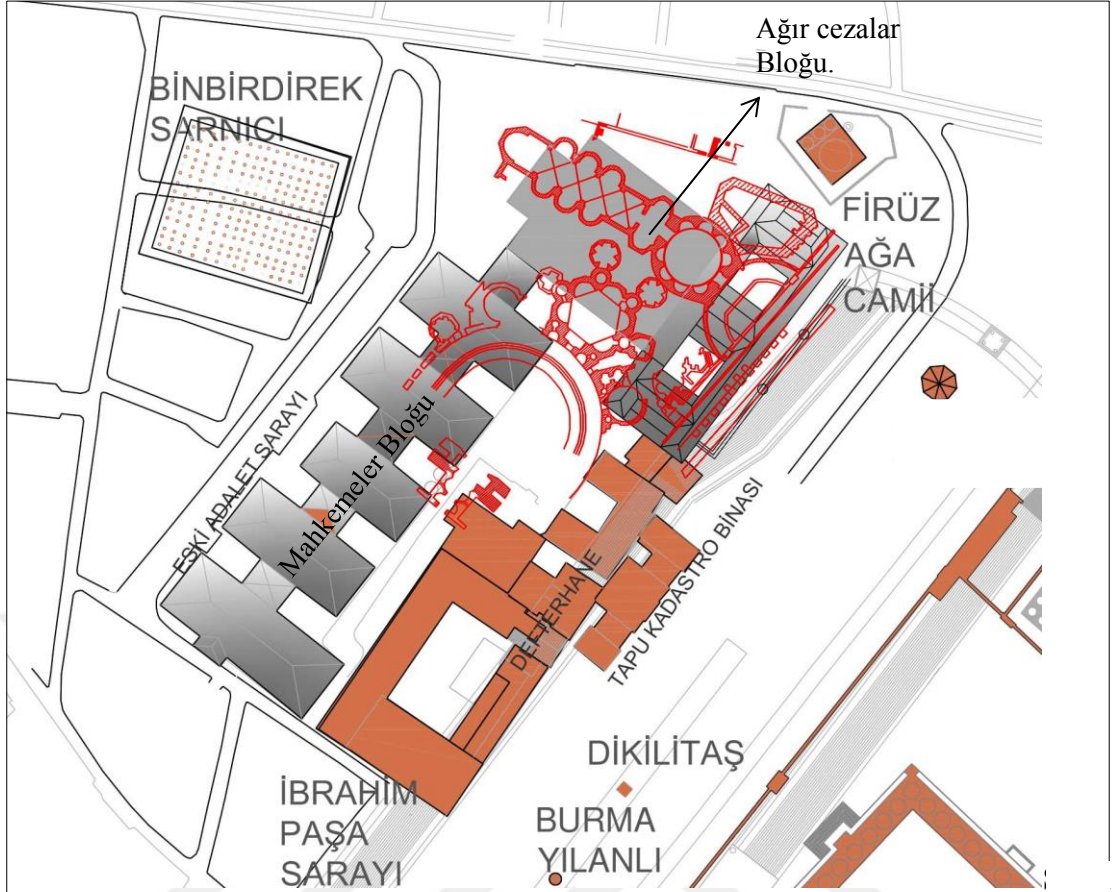 Ağır cezalar
Bloğu.
BİNBİRDİREK
SARNICI
FİRÜZ
AĞA
CAMİİ
ESKİ ADALET SARAYI
Mahkemeler Bloğu
DEFTERHANE
TAPU KADASTRO BİNASI
DİKİLİTAŞ
İBRAHİM
PAŞA
SARAYI
BURMA
YILANLI